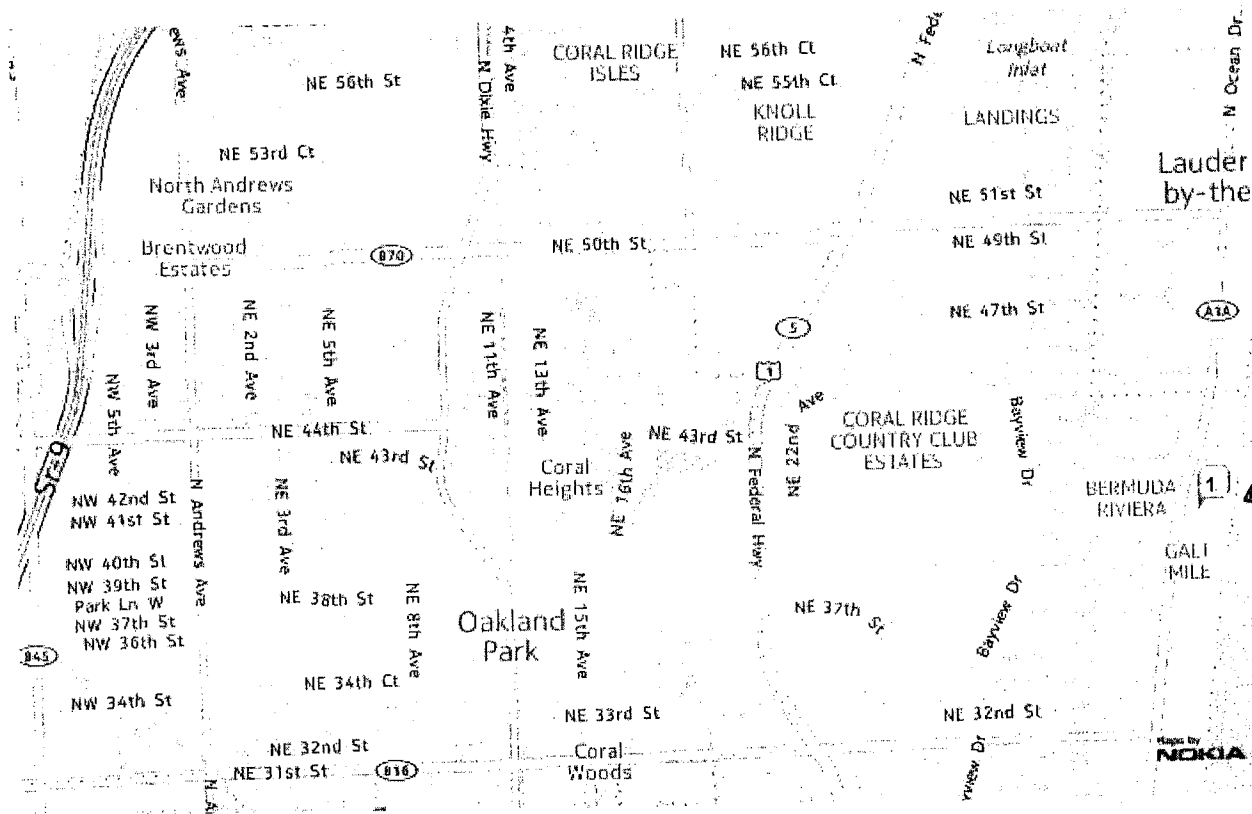 ews Ave
4th Ave
N Dixie Hwy
CORAL RIDGE
ISLES
NE 56th Ct
NE 55th Ct
KNOLL
RIDGE
N Fede
Longboat
Inlet
N Ocean Dr
NE 56th St
LANDINGS
NE 53rd Ct
North Andrews
Gardens
Lauder
by-the
NE 51st St
Brentwood
Estates
870
NE 50th St
NE 49th St
NE 47th St
A1A
5
1
NW 3rd Ave
NE 2nd Ave
NE 5th Ave
NE 11th Ave
NE 13th Ave
NW 5th Ave
NE 22nd Ave
CORAL RIDGE
COUNTRY CLUB
ESTATES
Bayview Dr
NE 44th St
NE 43rd St
NE 43rd St
Sr-9
Coral
Heights
NE 16th Ave
N Federal Hwy
BERMUDA
RIVIERA
1
NW 42nd St
NW 41st St
N Andrews Ave
NE 3rd Ave
GALT
MILE
NW 40th St
NW 39th St
Park Ln W
NW 37th St
NW 36th St
845
NE 38th St
NE 8th Ave
Oakland
Park
NE 15th Ave
NE 37th St
Bayview Dr
NE 34th Ct
NW 34th St
NE 33rd St
NE 32nd St
NE 32nd St
NE 31st St
816
Coral
Woods
yview Dr
Maps by
NOKIA